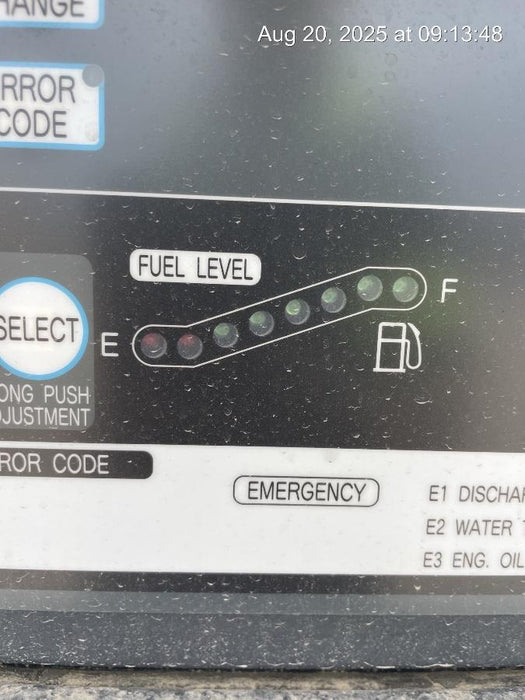 Aug 20, 2025 at 09:13:48
HANGE
RROR
CODE
FUEL LEVEL
F
E
SELECT
ONG PUSH
DJUSTMENT
ROR CODE
EMERGENCY
E1 DISCHAR
E2 WATER T
E3 ENG. OIL